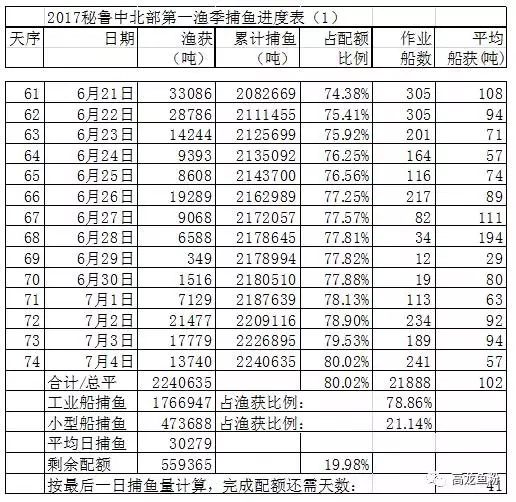 2017秘鲁中北部第一渔季捕鱼进度表（1）
天序 日期 渔获（吨） 累计捕鱼（吨） 占配额比例 作业船数 平均船获(吨)
61 6月21日 33086 2082669 74.38% 305 108
62 6月22日 28786 2111455 75.41% 305 94
63 6月23日 14244 2125699 75.92% 201 71
64 6月24日 9393 2135092 76.25% 164 57
65 6月25日 8608 2143700 76.56% 116 74
66 6月26日 19289 2162989 77.25% 217 89
67 6月27日 9068 2172057 77.57% 82 111
68 6月28日 6588 2178645 77.81% 34 194
69 6月29日 349 2178994 77.82% 12 29
70 6月30日 1516 2180510 77.88% 19 80
71 7月1日 7129 2187639 78.13% 113 63
72 7月2日 21477 2209116 78.90% 234 92
73 7月3日 17779 2226895 79.53% 189 94
74 7月4日 13740 2240635 80.02% 241 57
合计/总平 2240635 80.02% 21888 102
工业船捕鱼 1766947 占渔获比例： 78.86%
小型船捕鱼 473688 占渔获比例： 21.14%
平均日捕鱼 30279
剩余配额 559365 19.98%
按最后一日捕鱼量计算，完成配额还需天数： 41
高龙鱼粉